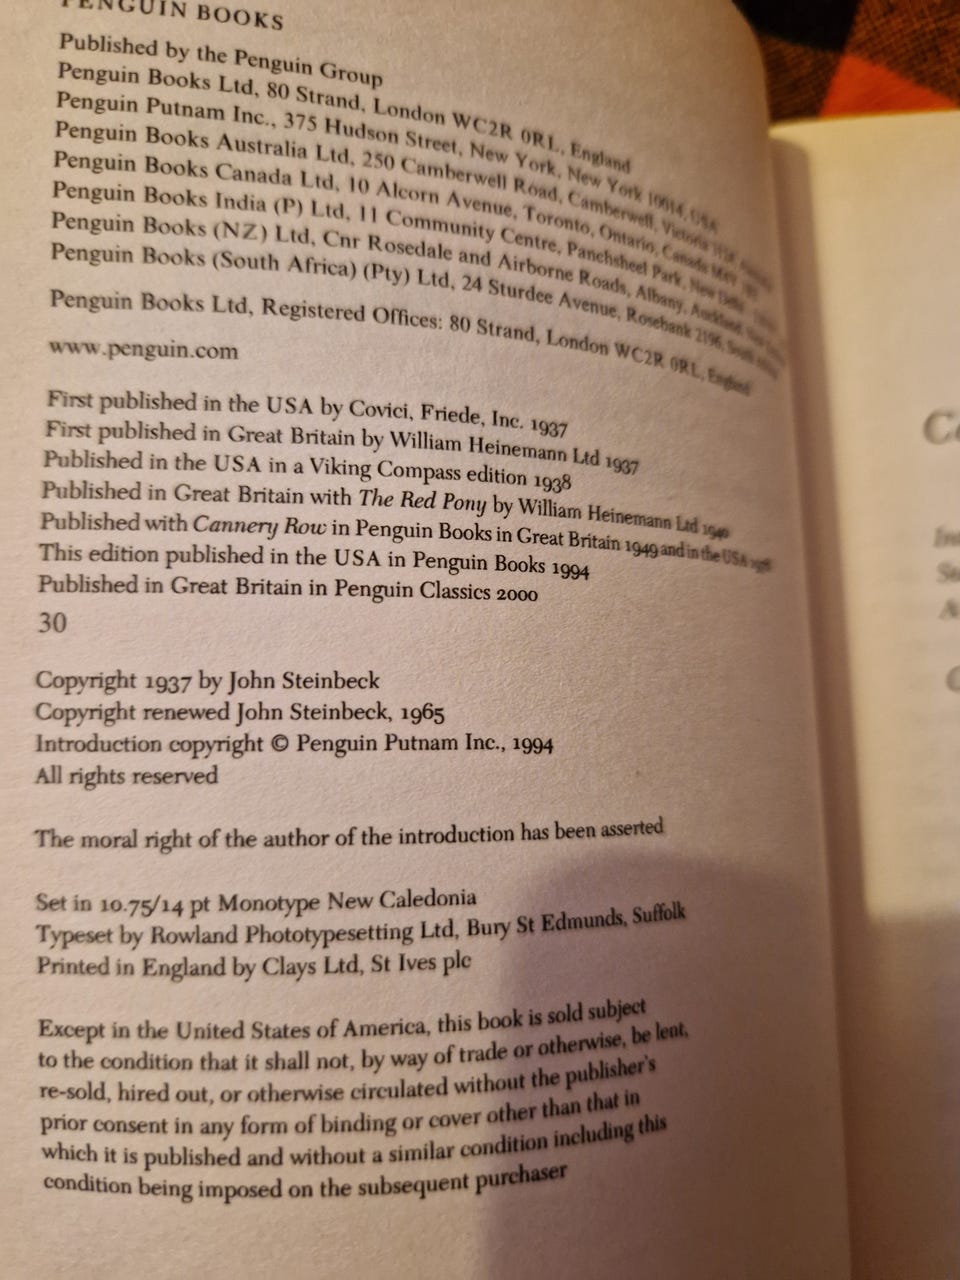 PENGUIN BOOKS
Published by the Penguin Group
Penguin Books Ltd, 80 Strand, London WC2R 0RL, England
Penguin Putnam Inc., 375 Hudson Street, New York, New York 10014, USA
Penguin Books Australia Ltd, 250 Camberwell Road, Camberwell, Victoria
Penguin Books Canada Ltd, 10 Alcorn Avenue, Toronto, Ontario, Canada
Penguin Books India (P) Ltd, 11 Community Centre, Panchsheel Park, New Delhi
Penguin Books (NZ) Ltd, Cnr Rosedale and Airborne Roads, Albany, Auckland, New
Penguin Books (South Africa) (Pty) Ltd, 24 Sturdee Avenue, Rosebank 2196, South Africa
Penguin Books Ltd, Registered Offices: 80 Strand, London WC2R 0RL, England
www.penguin.com
First published in the USA by Covici, Friede, Inc. 1937
First published in Great Britain by William Heinemann Ltd 1937
Published in the USA in a Viking Compass edition 1938
Published in Great Britain with The Red Pony by William Heinemann Ltd 1940
Published with Cannery Row in Penguin Books in Great Britain 1949 and in the USA 1978
This edition published in the USA in Penguin Books 1994
Published in Great Britain in Penguin Classics 2000
30
Copyright 1937 by John Steinbeck
Copyright renewed John Steinbeck, 1965
Introduction copyright © Penguin Putnam Inc., 1994
All rights reserved
The moral right of the author of the introduction has been asserted
Set in 10.75/14 pt Monotype New Caledonia
Typeset by Rowland Phototypesetting Ltd, Bury St Edmunds, Suffolk
Printed in England by Clays Ltd, St Ives plc
Except in the United States of America, this book is sold subject
to the condition that it shall not, by way of trade or otherwise, be lent,
re-sold, hired out, or otherwise circulated without the publisher's
prior consent in any form of binding or cover other than that in
which it is published and without a similar condition including this
condition being imposed on the subsequent purchaser